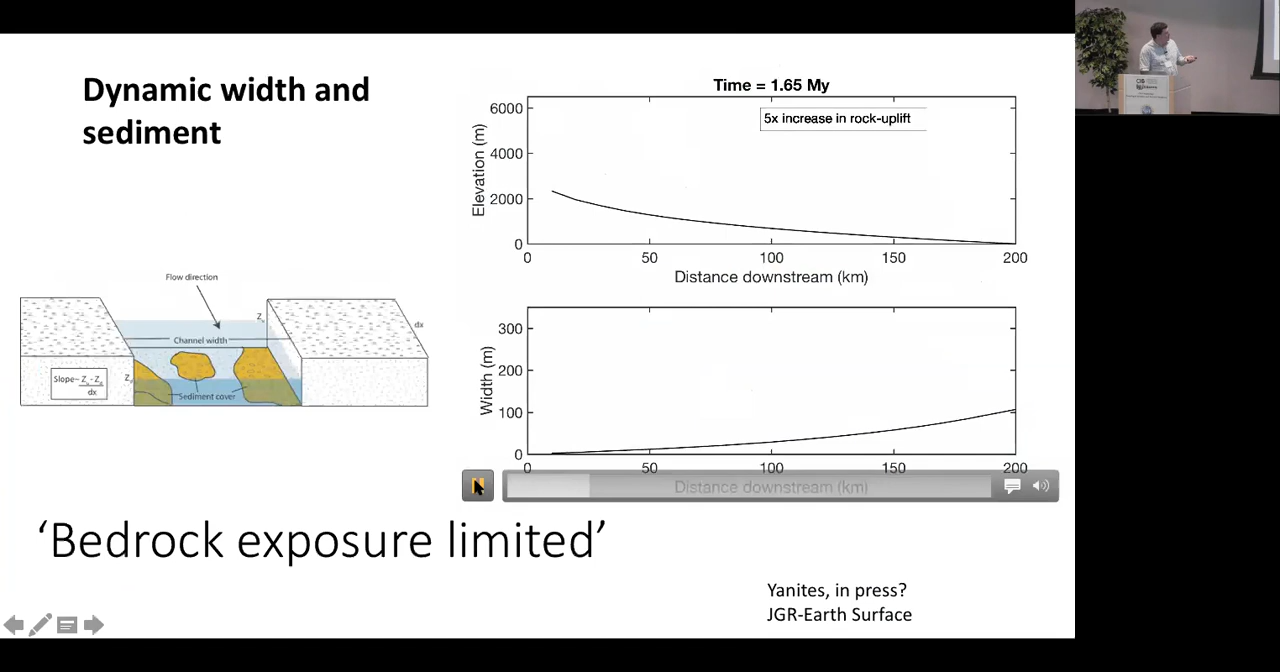 Dynamic width and
sediment
Time = 1.65 My
5x increase in rock-uplift
Elevation (m)
6000
4000
2000
0
0 50 100 150 200
Distance downstream (km)
Width (m)
300
200
100
0
0 50 100 150 200
Distance downstream (km)
Flow direction
Channel width
dx
Slope=
dx
Sediment cover
‘Bedrock exposure limited’
Yanites, in press?
JGR-Earth Surface